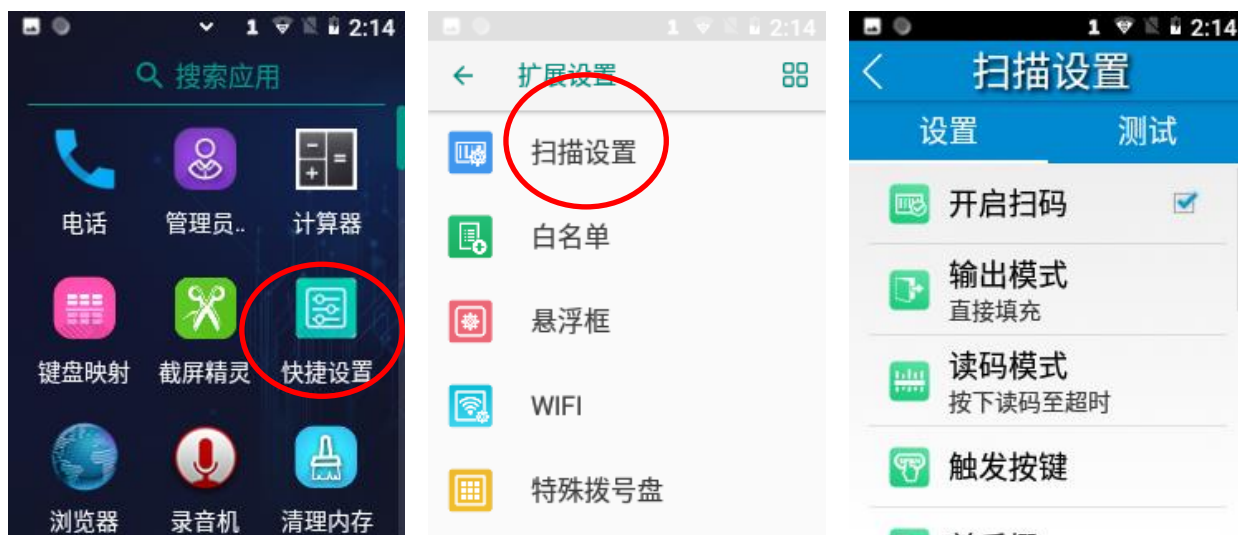 2:14
搜索应用
电话
管理员..
计算器
键盘映射
截屏精灵
快捷设置
浏览器
录音机
清理内存
1 2:14
扩展设置
扫描设置
白名单
悬浮框
WIFI
特殊拨号盘
1 2:14
扫描设置
设置
测试
开启扫码
输出模式
直接填充
读码模式
按下读码至超时
触发按键